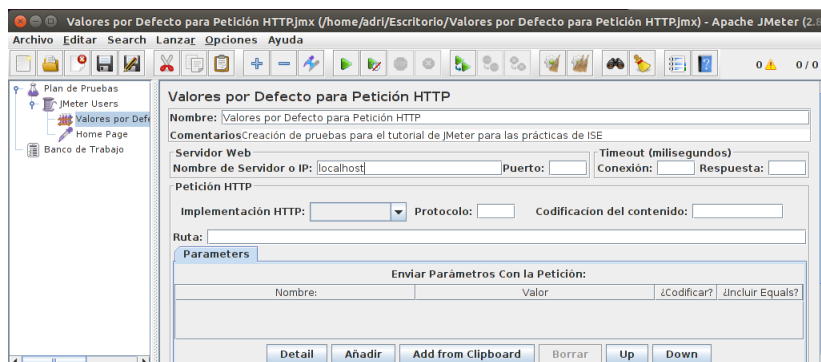 Valores por Defecto para Petición HTTP.jmx (/home/adri/Escritorio/Valores por Defecto para Petición HTTP.jmx) - Apache JMeter (2.8
Archivo Editar Search Lanzar Opciones Ayuda
0 0 / 0
Plan de Pruebas
JMeter Users
Valores por Defe
Home Page
Banco de Trabajo
Valores por Defecto para Petición HTTP
Nombre: Valores por Defecto para Petición HTTP
Comentarios Creación de pruebas para el tutorial de JMeter para las prácticas de ISE
Servidor Web Timeout (milisegundos)
Nombre de Servidor o IP: localhost Puerto: Conexión: Respuesta:
Petición HTTP
Implementación HTTP: Protocolo: Codificacíon del contenido:
Ruta:
Parameters
Enviar Parámetros Con la Petición:
Nombre: Valor ¿Codificar? ¿Incluir Equals?
Detail Añadir Add from Clipboard Borrar Up Down